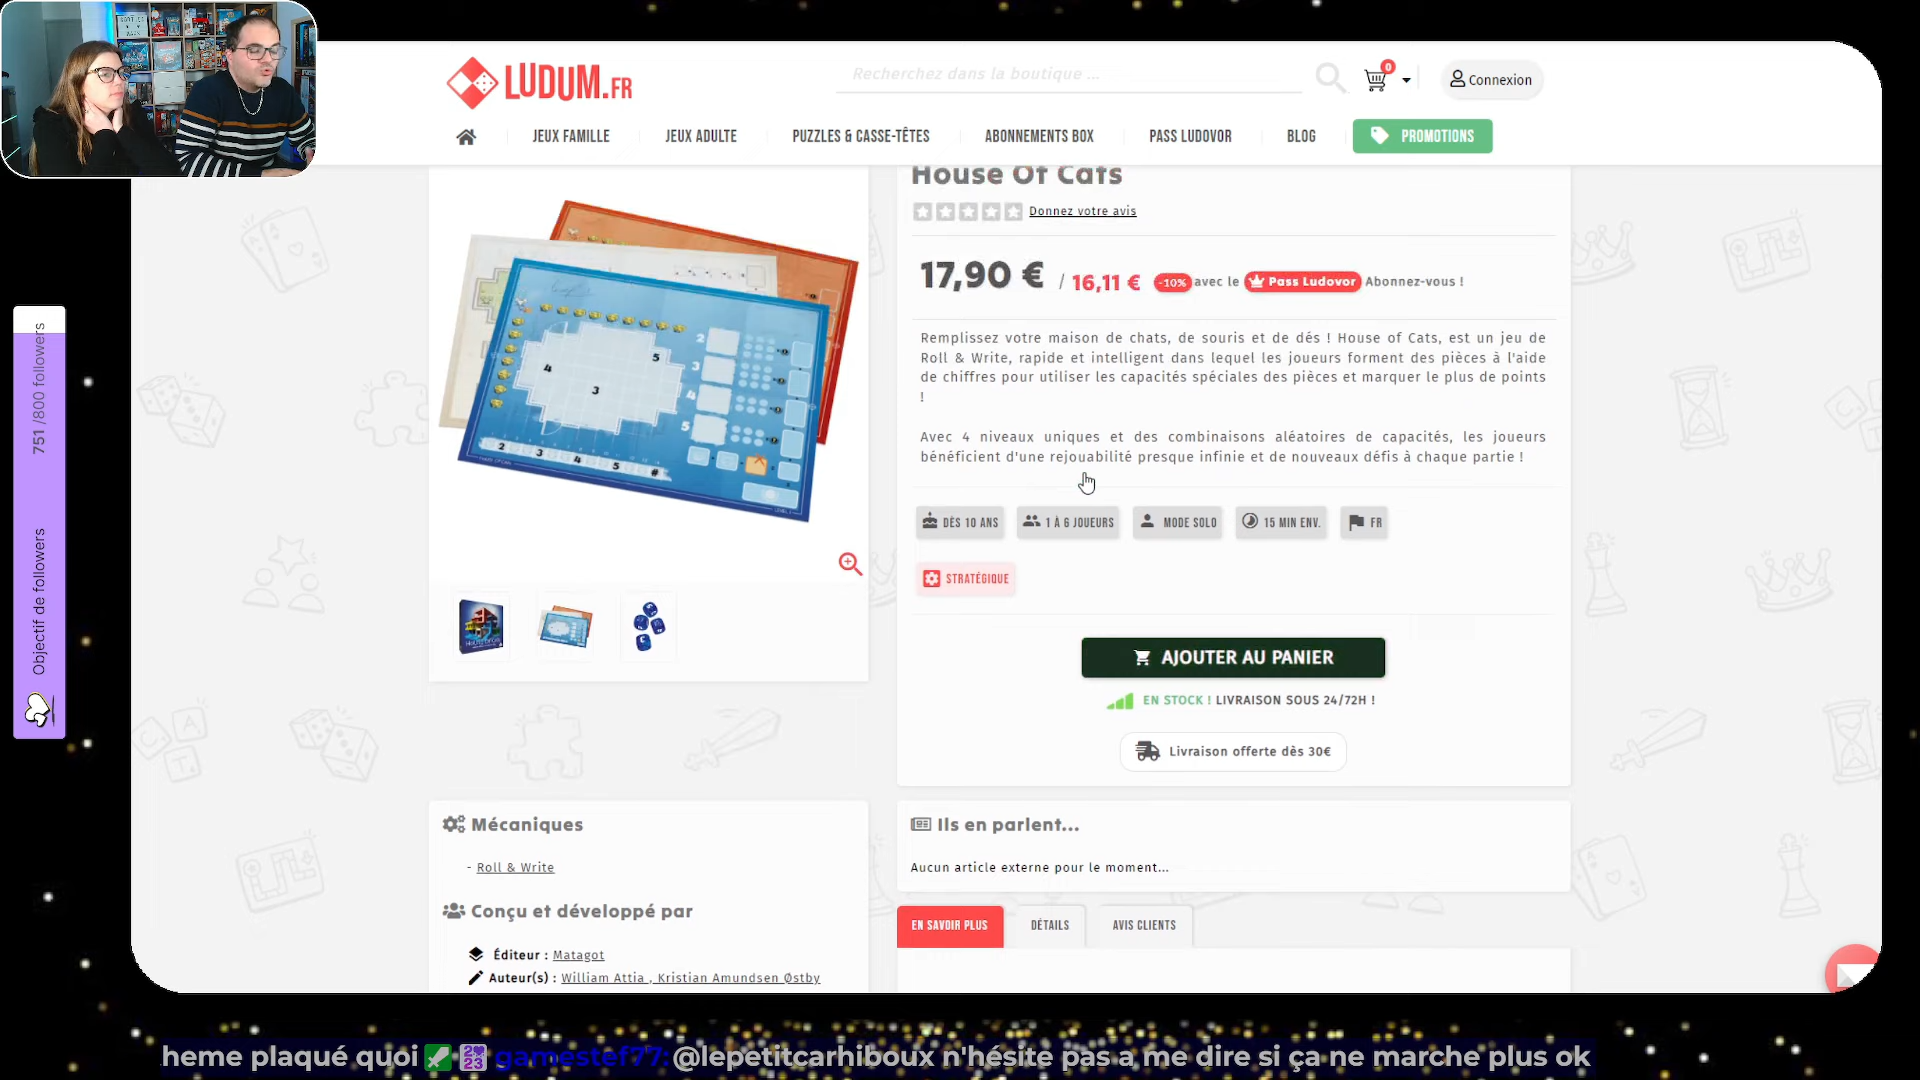 LUDUM.FR
Recherchez dans la boutique ...
0
Connexion
JEUX FAMILLE
JEUX ADULTE
PUZZLES & CASSE-TÊTES
ABONNEMENTS BOX
PASS LUDOVOR
BLOG
PROMOTIONS
House Of Cats
Donnez votre avis
17,90 € / 16,11 € -10% avec le Pass Ludovor Abonnez-vous !
Remplissez votre maison de chats, de souris et de dés ! House of Cats, est un jeu de
Roll & Write, rapide et intelligent dans lequel les joueurs forment des pièces à l'aide
de chiffres pour utiliser les capacités spéciales des pièces et marquer le plus de points
!
Avec 4 niveaux uniques et des combinaisons aléatoires de capacités, les joueurs
bénéficient d'une rejouabilité presque infinie et de nouveaux défis à chaque partie !
DÈS 10 ANS
1 À 6 JOUEURS
MODE SOLO
15 MIN ENV.
FR
STRATÉGIQUE
AJOUTER AU PANIER
EN STOCK ! LIVRAISON SOUS 24/72H !
Livraison offerte dès 30€
Mécaniques
- Roll & Write
Conçu et développé par
Éditeur : Matagot
Auteur(s) : William Attia , Kristian Amundsen Østby
Ils en parlent...
Aucun article externe pour le moment...
EN SAVOIR PLUS
DÉTAILS
AVIS CLIENTS
Objectif de followers
751 /800 followers
heme plaqué quoi 2023 gamestef77: @lepetitcarhiboux n'hésite pas a me dire si ça ne marche plus ok